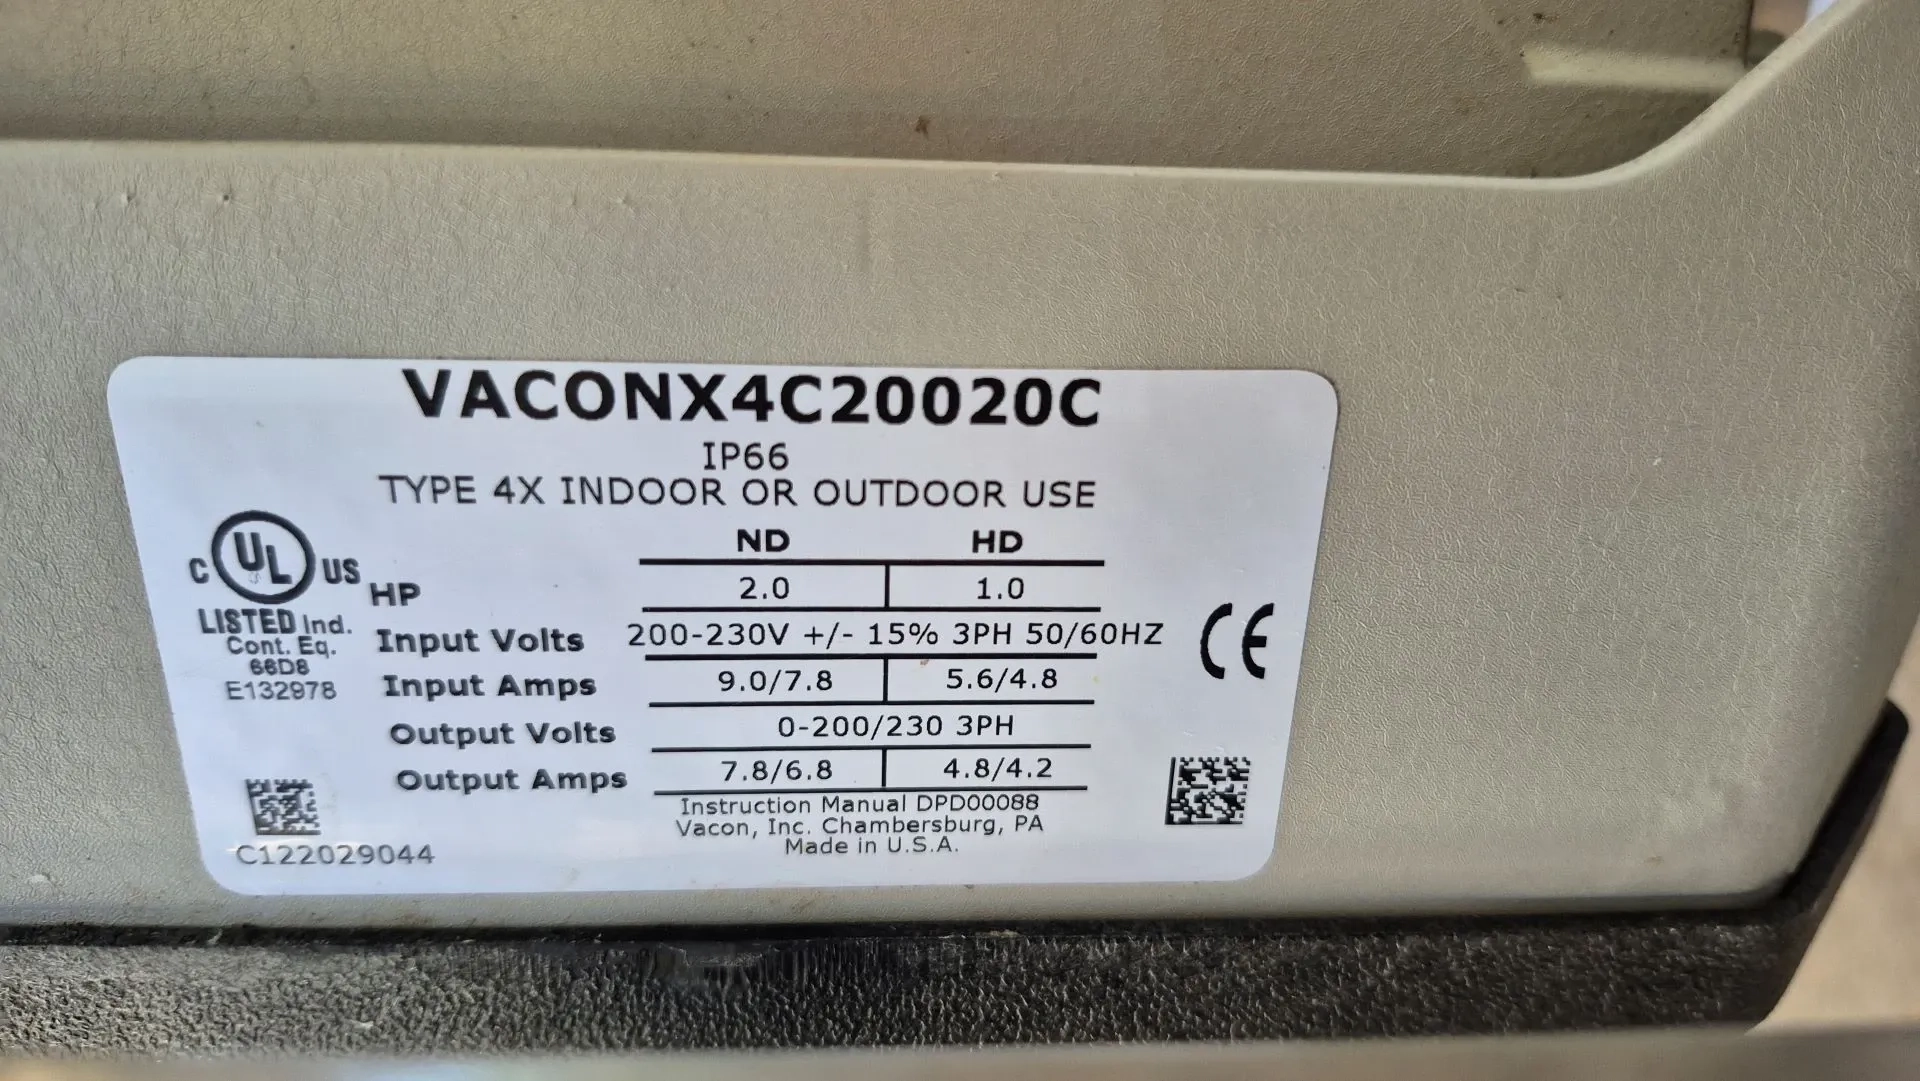 VACONX4C20020C
IP66
TYPE 4X INDOOR OR OUTDOOR USE
ND HD
C UL US
LISTED Ind.
Cont. Eq.
66D8
E132978
HP 2.0 1.0
Input Volts 200-230V +/- 15% 3PH 50/60HZ
Input Amps 9.0/7.8 5.6/4.8
Output Volts 0-200/230 3PH
Output Amps 7.8/6.8 4.8/4.2
CE
Instruction Manual DPD00088
Vacon, Inc. Chambersburg, PA
Made in U.S.A.
C122029044